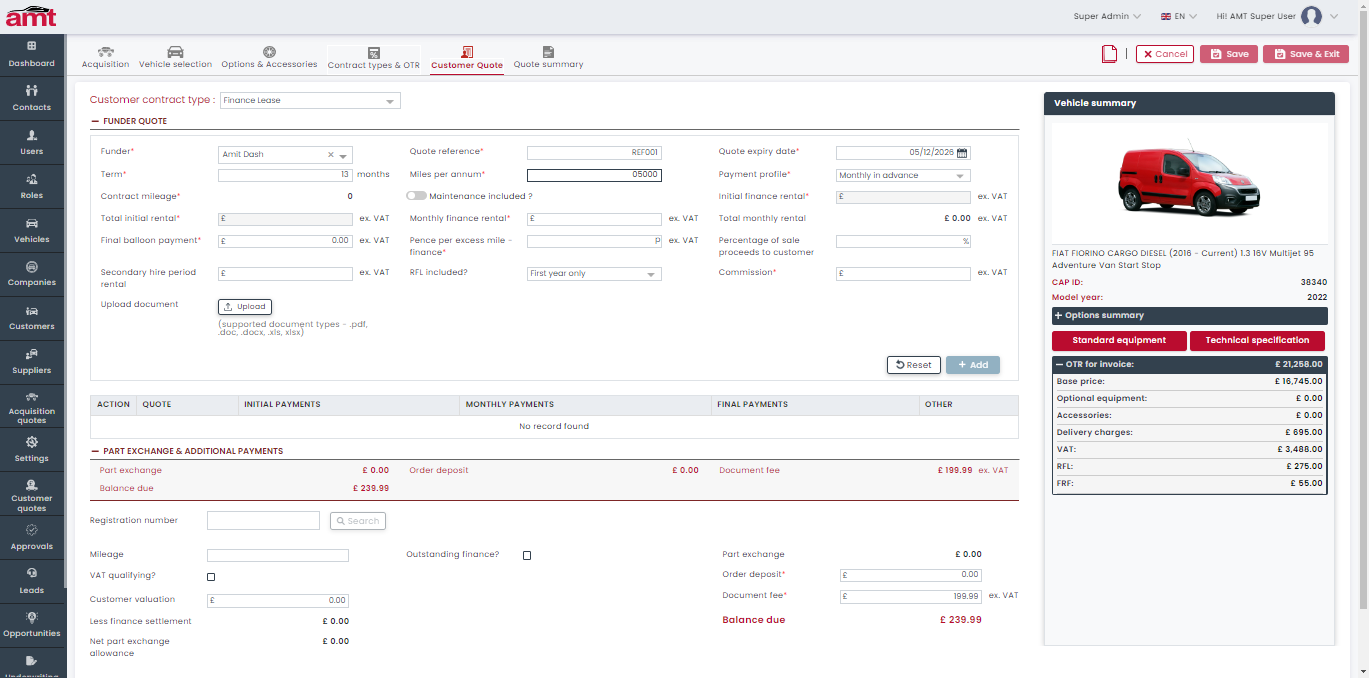 amt
Super Admin
EN
Hi! AMT Super User
Dashboard
Contacts
Users
Roles
Vehicles
Companies
Customers
Suppliers
Acquisition
quotes
Settings
Customer
quotes
Approvals
Leads
Opportunities
Underwriting
Acquisition
Vehicle selection
Options & Accessories
Contract types & OTR
Customer Quote
Quote summary
Cancel
Save
Save & Exit
Customer contract type : Finance Lease
FUNDER QUOTE
Funder* Amit Dash
Quote reference* REF001
Quote expiry date* 05/12/2026
Term* 13 months
Miles per annum* 05000
Payment profile* Monthly in advance
Contract mileage* 0
Maintenance included ?
Initial finance rental* £ ex. VAT
Total initial rental* £ ex. VAT
Monthly finance rental* £ ex. VAT
Total monthly rental £ 0.00 ex. VAT
Final balloon payment* £ 0.00 ex. VAT
Pence per excess mile -
finance*
p ex. VAT
Percentage of sale
proceeds to customer
%
Secondary hire period
rental
£ ex. VAT
RFL included? First year only
Commission* £ ex. VAT
Upload document
Upload
(supported document types - .pdf,
.doc, .docx, .xls, xlsx)
Reset
+ Add
ACTION QUOTE INITIAL PAYMENTS MONTHLY PAYMENTS FINAL PAYMENTS OTHER
No record found
PART EXCHANGE & ADDITIONAL PAYMENTS
Part exchange £ 0.00
Order deposit £ 0.00
Document fee £ 199.99 ex. VAT
Balance due £ 239.99
Registration number
Search
Mileage
Outstanding finance?
VAT qualifying?
Customer valuation £ 0.00
Less finance settlement £ 0.00
Net part exchange
allowance
£ 0.00
Part exchange £ 0.00
Order deposit* £ 0.00
Document fee* £ 199.99 ex. VAT
Balance due £ 239.99
Vehicle summary
FIAT FIORINO CARGO DIESEL (2016 - Current) 1.3 16V Multijet 95
Adventure Van Start Stop
CAP ID: 38340
Model year: 2022
+ Options summary
Standard equipment
Technical specification
OTR for invoice: £ 21,258.00
Base price: £ 16,745.00
Optional equipment: £ 0.00
Accessories: £ 0.00
Delivery charges: £ 695.00
VAT: £ 3,488.00
RFL: £ 275.00
FRF: £ 55.00